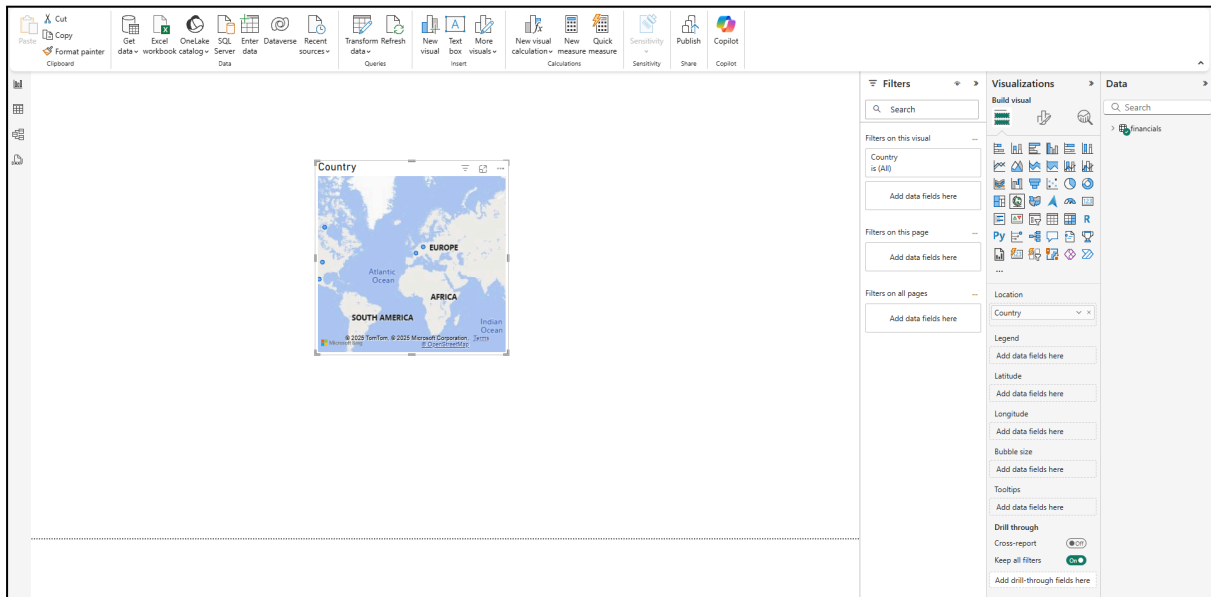 Paste
Cut
Copy
Format painter
Clipboard
Get data
Excel workbook
OneLake catalog
SQL Server
Enter data
Dataverse
Recent sources
Data
Transform data
Refresh
Queries
New visual
Text box
More visuals
Insert
New visual calculation
New measure
Quick measure
Calculations
Sensitivity
Sensitivity
Publish
Share
Copilot
Copilot
Country
EUROPE
Atlantic
Ocean
AFRICA
SOUTH AMERICA
Indian
Ocean
© 2025 TomTom, © 2025 Microsoft Corporation, Terms
Microsoft Bing
© OpenStreetMap
Filters
Search
Filters on this visual
Country
is (All)
Add data fields here
Filters on this page
Add data fields here
Filters on all pages
Add data fields here
Visualizations
Build visual
123
R
Py
...
Location
Country
Legend
Add data fields here
Latitude
Add data fields here
Longitude
Add data fields here
Bubble size
Add data fields here
Tooltips
Add data fields here
Drill through
Cross-report
Off
Keep all filters
On
Add drill-through fields here
Data
Search
financials